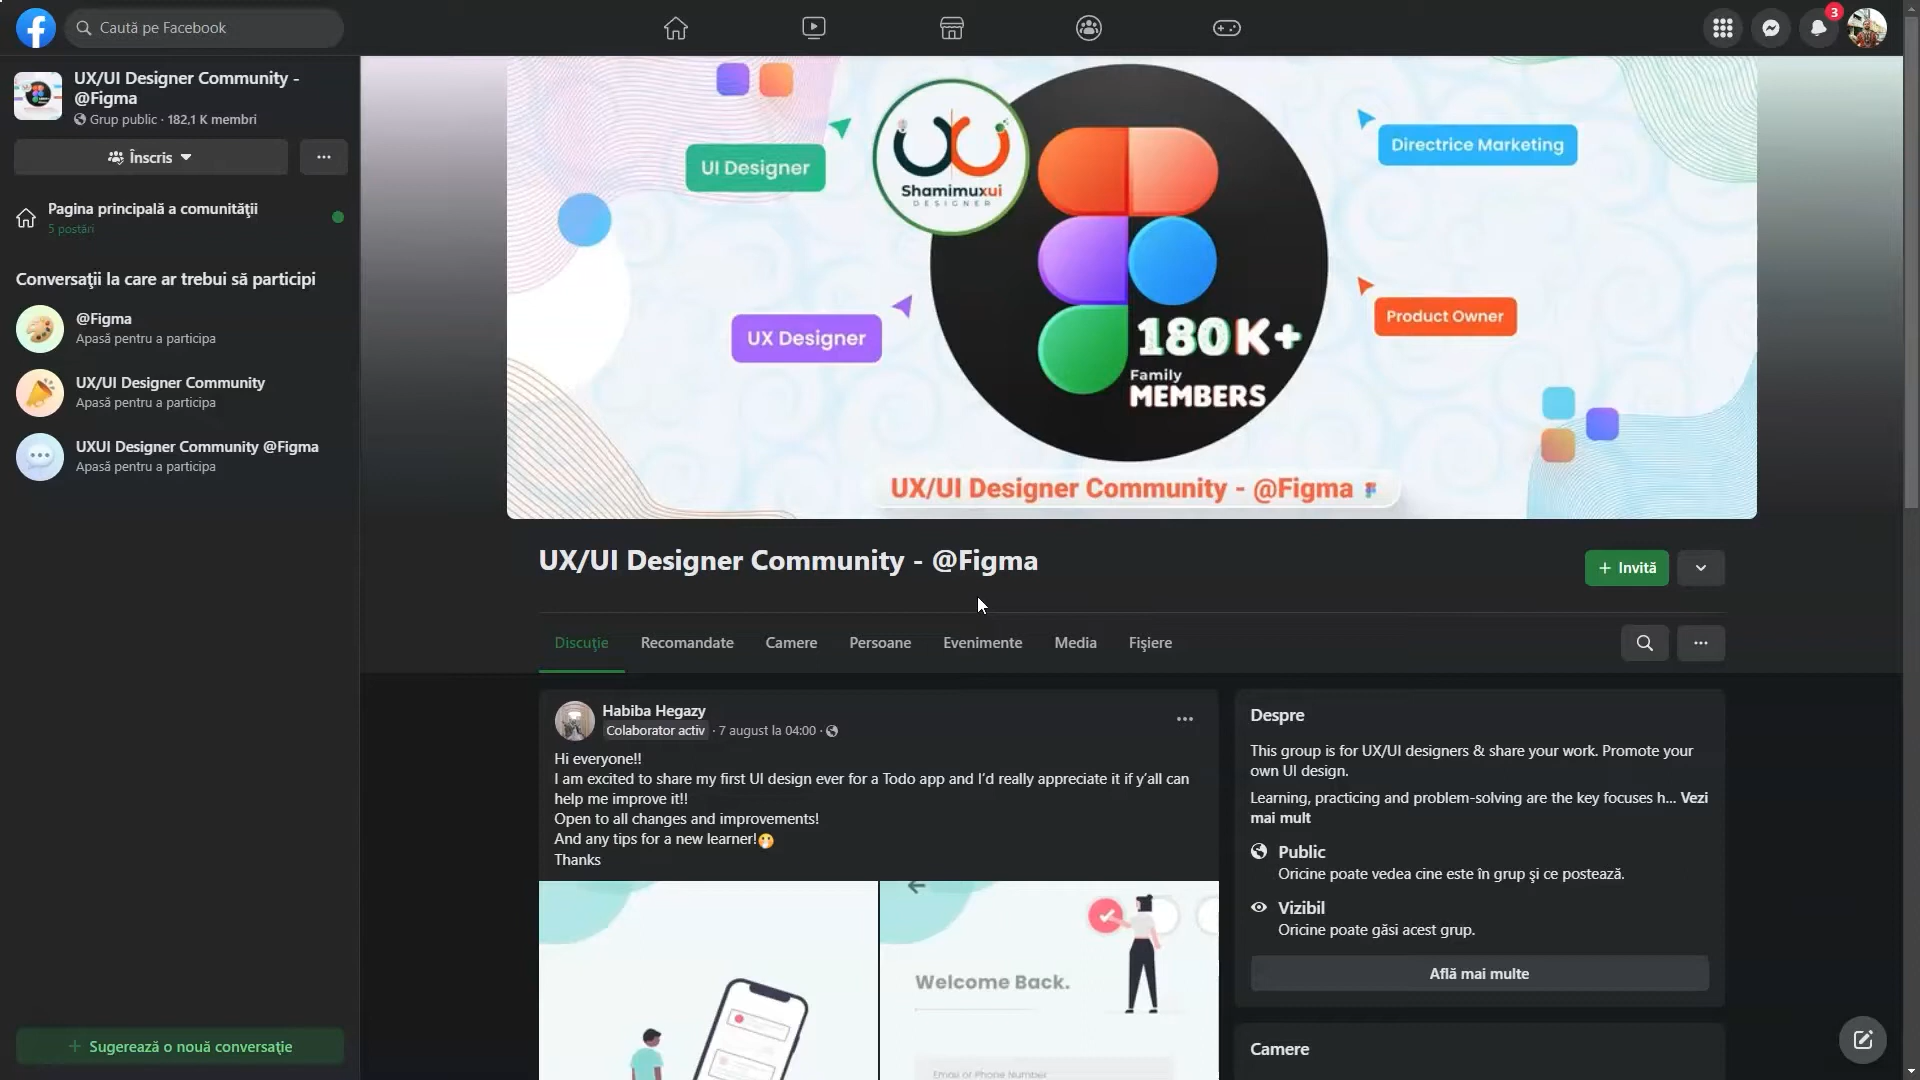 Caută pe Facebook
3
UX/UI Designer Community -
@Figma
Grup public · 182,1 K membri
Înscris
Pagina principală a comunității
5 postări
Conversații la care ar trebui să participi
@Figma
Apasă pentru a participa
UX/UI Designer Community
Apasă pentru a participa
UXUI Designer Community @Figma
Apasă pentru a participa
+ Sugerează o nouă conversație
UI Designer
Shamimuxui
DESIGNER
Directrice Marketing
UX Designer
Product Owner
180K+
Family
MEMBERS
UX/UI Designer Community - @Figma
UX/UI Designer Community - @Figma
+ Invită
Discuție
Recomandate
Camere
Persoane
Evenimente
Media
Fișiere
Habiba Hegazy
Colaborator activ · 7 august la 04:00 ·
Hi everyone!!
I am excited to share my first UI design ever for a Todo app and I'd really appreciate it if y'all can
help me improve it!!
Open to all changes and improvements!
And any tips for a new learner!🫣
Thanks
Welcome Back.
Email or Phone Number
Despre
This group is for UX/UI designers & share your work. Promote your
own UI design.
Learning, practicing and problem-solving are the key focuses h... Vezi
mai mult
Public
Oricine poate vedea cine este în grup și ce postează.
Vizibil
Oricine poate găsi acest grup.
Află mai multe
Camere